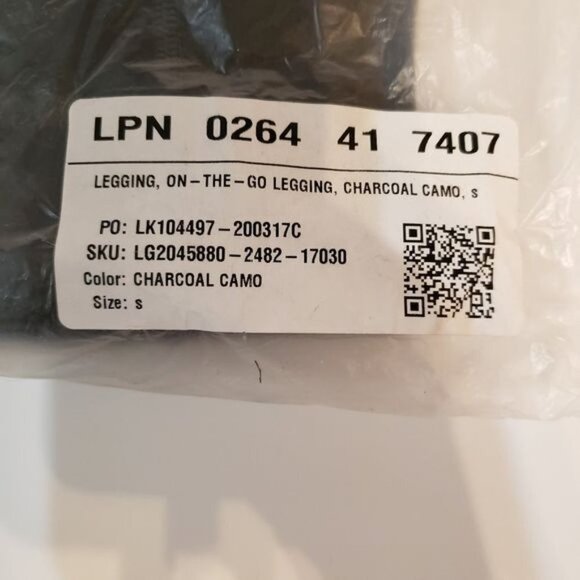 LPN 0264 41 7407
LEGGING, ON-THE-GO LEGGING, CHARCOAL CAMO, s
PO: LK104497-200317C
SKU: LG2045880-2482-17030
Color: CHARCOAL CAMO
Size: s